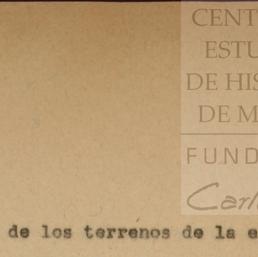 CENT
ESTU
DE HIS
DE M
FUND
Carl
de los terrenos de la e